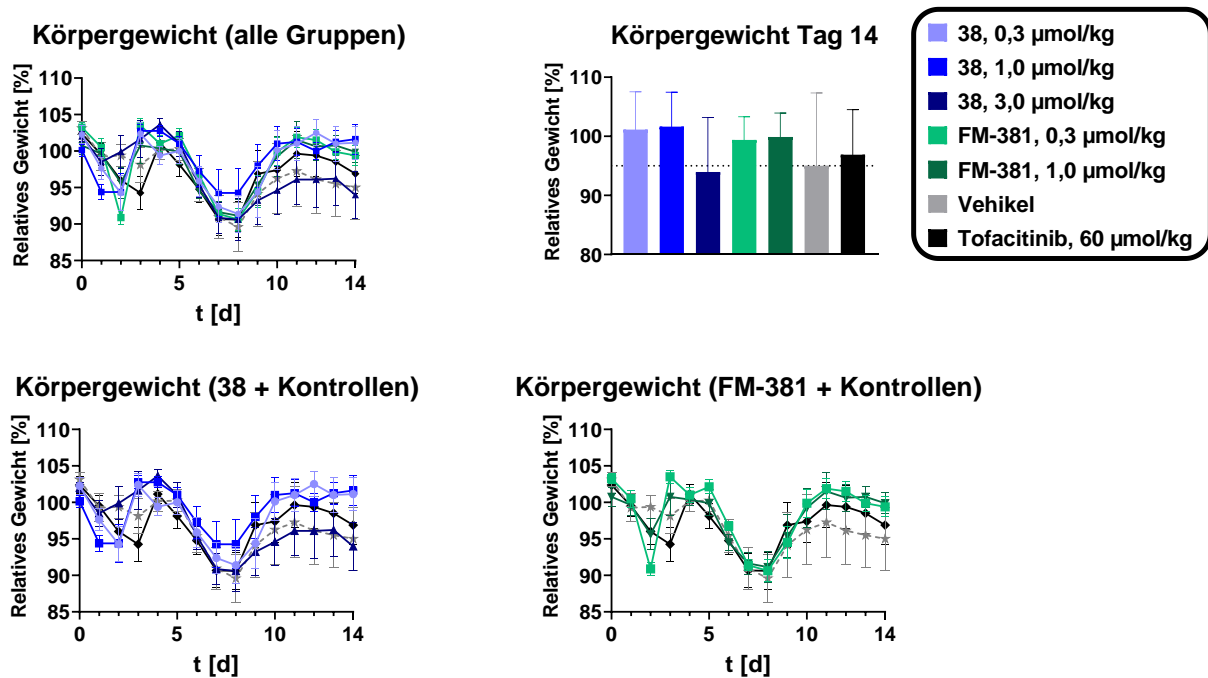 Körpergewicht (alle Gruppen)
Relatives Gewicht [%]
110
105
100
95
90
85
0
5
10
14
t [d]
Körpergewicht Tag 14
Relatives Gewicht [%]
110
100
90
80
38, 0,3 µmol/kg
38, 1,0 µmol/kg
38, 3,0 µmol/kg
FM-381, 0,3 µmol/kg
FM-381, 1,0 µmol/kg
Vehikel
Tofacitinib, 60 µmol/kg
Körpergewicht (38 + Kontrollen)
Relatives Gewicht [%]
110
105
100
95
90
85
0
5
10
14
t [d]
Körpergewicht (FM-381 + Kontrollen)
Relatives Gewicht [%]
110
105
100
95
90
85
0
5
10
14
t [d]